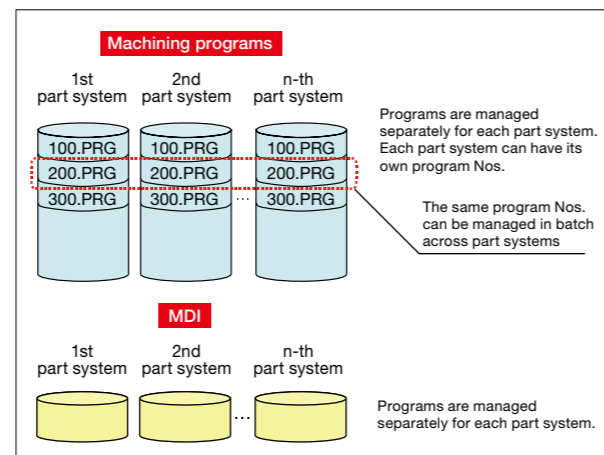 Machining programs
1st part system
2nd part system
n-th part system
100.PRG 100.PRG 100.PRG
200.PRG 200.PRG 200.PRG
300.PRG 300.PRG ... 300.PRG
Programs are managed
separately for each part system.
Each part system can have its
own program Nos.
The same program Nos.
can be managed in batch
across part systems
MDI
1st part system
2nd part system
n-th part system
...
Programs are managed
separately for each part system.